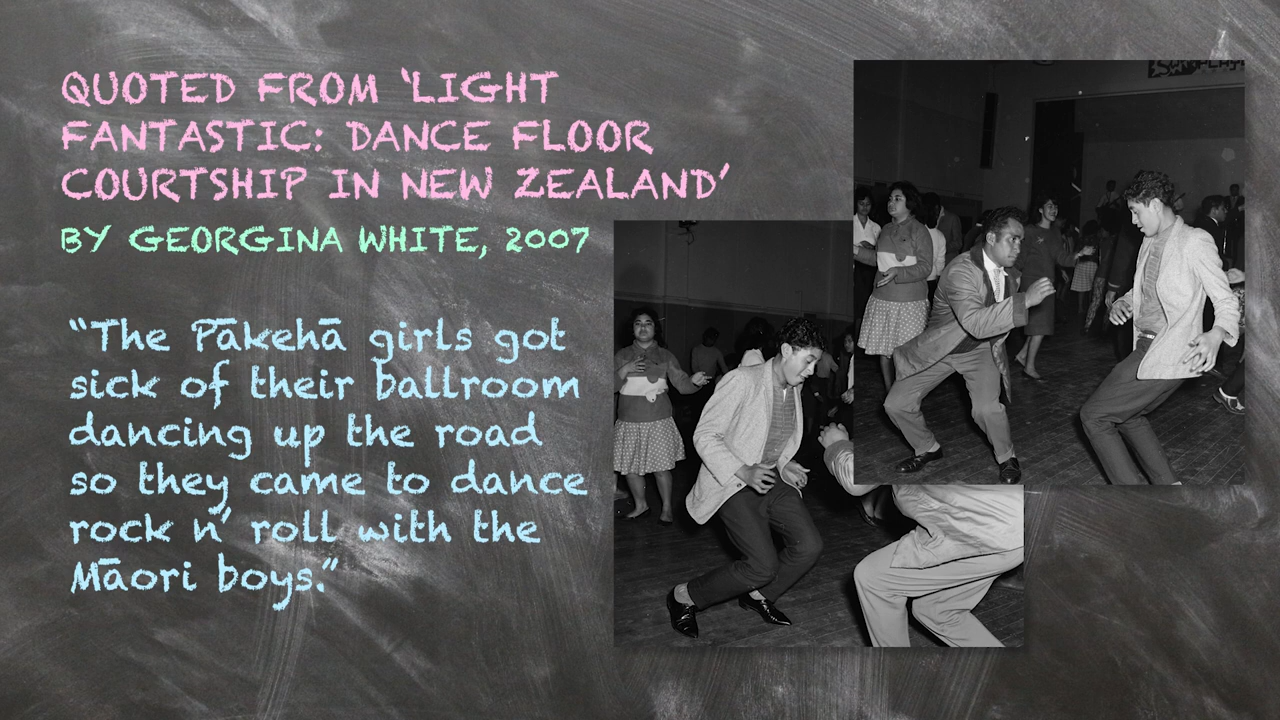 QUOTED FROM ‘LIGHT
FANTASTIC: DANCE FLOOR
COURTSHIP IN NEW ZEALAND’
BY GEORGINA WHITE, 2007
“The Pākehā girls got
sick of their ballroom
dancing up the road
so they came to dance
rock n’ roll with the
Māori boys.”